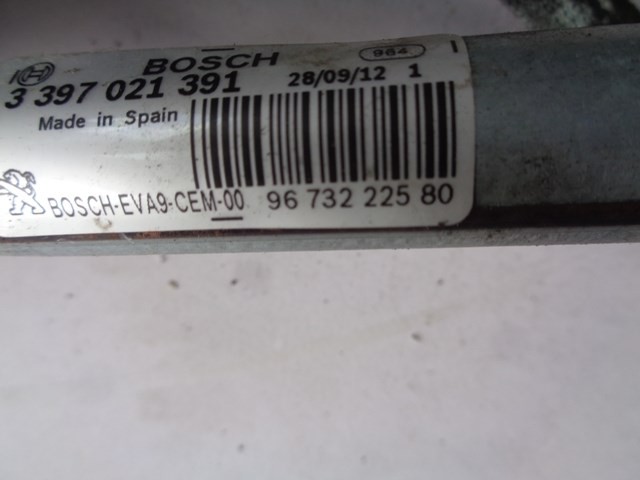 BOSCH 984
3 397 021 391 28/09/12 1
Made in Spain
BOSCH-EVA9-CEM-00 96 732 225 80